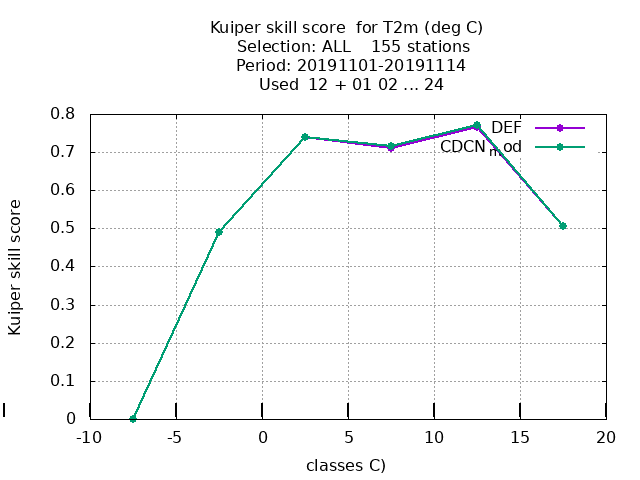 Kuiper skill score for T2m (deg C)
Selection: ALL 155 stations
Period: 20191101-20191114
Used 12 + 01 02 ... 24
DEF
CDCN_mod
Kuiper skill score
0.8
0.7
0.6
0.5
0.4
0.3
0.2
0.1
0
-10 -5 0 5 10 15 20
classes C)